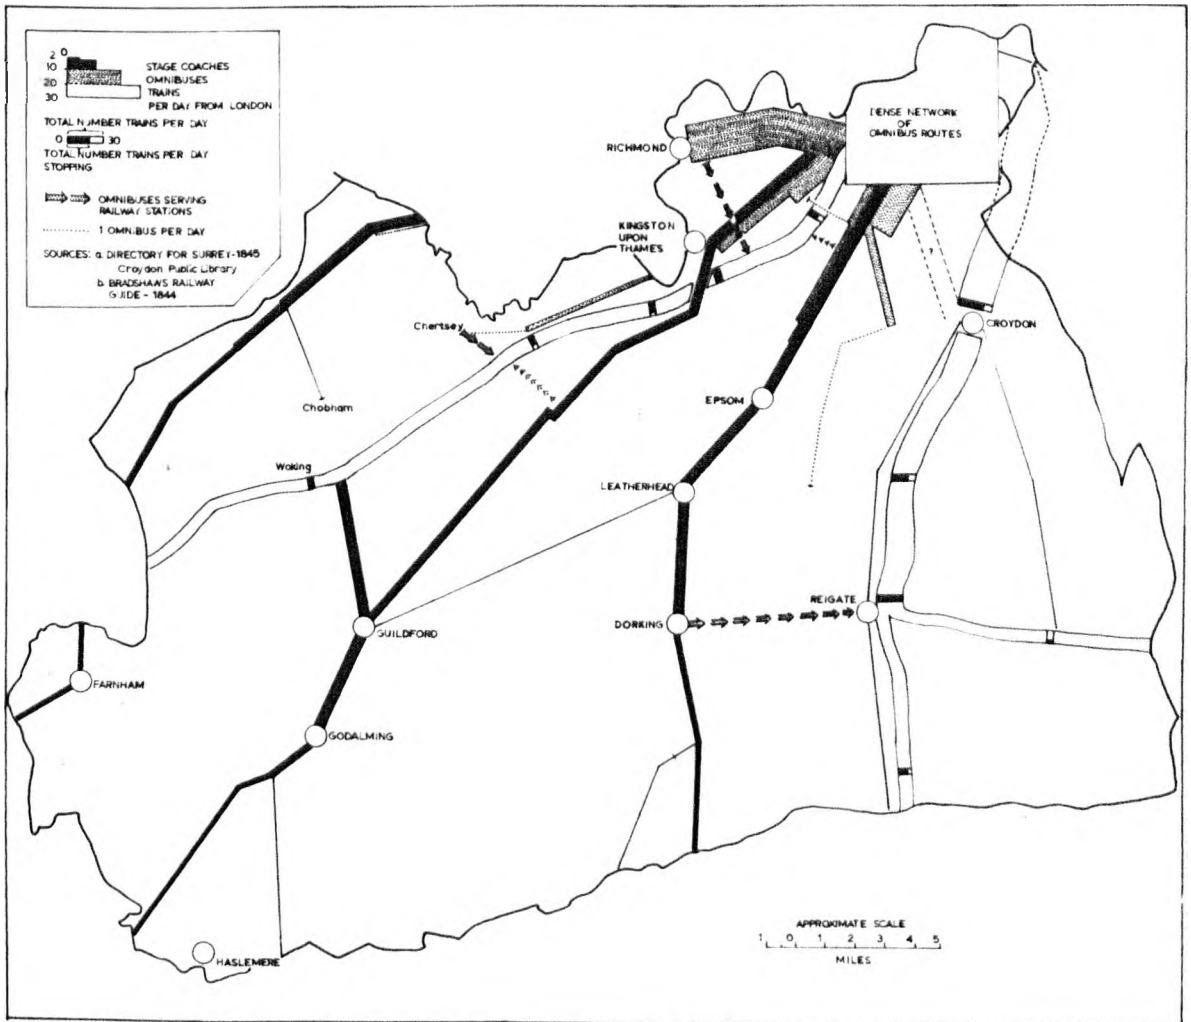 0
2
10
20
30
STAGE COACHES
OMNIBUSES
TRAINS
PER DAY FROM LONDON
TOTAL NUMBER TRAINS PER DAY
0 30
TOTAL NUMBER TRAINS PER DAY
STOPPING
OMNIBUSES SERVING
RAILWAY STATIONS
1 OMNIBUS PER DAY
SOURCES: a. DIRECTORY FOR SURREY-1845
Croydon Public Library
b. BRADSHAWS RAILWAY
GUIDE - 1844
DENSE NETWORK
OF
OMNIBUS ROUTES
RICHMOND
KINGSTON
UPON
THAMES
?
Chertsey
CROYDON
Chobham
EPSOM
Woking
LEATHERHEAD
REIGATE
GUILDFORD
DORKING
FARNHAM
GODALMING
HASLEMERE
APPROXIMATE SCALE
1 0 1 2 3 4 5
MILES